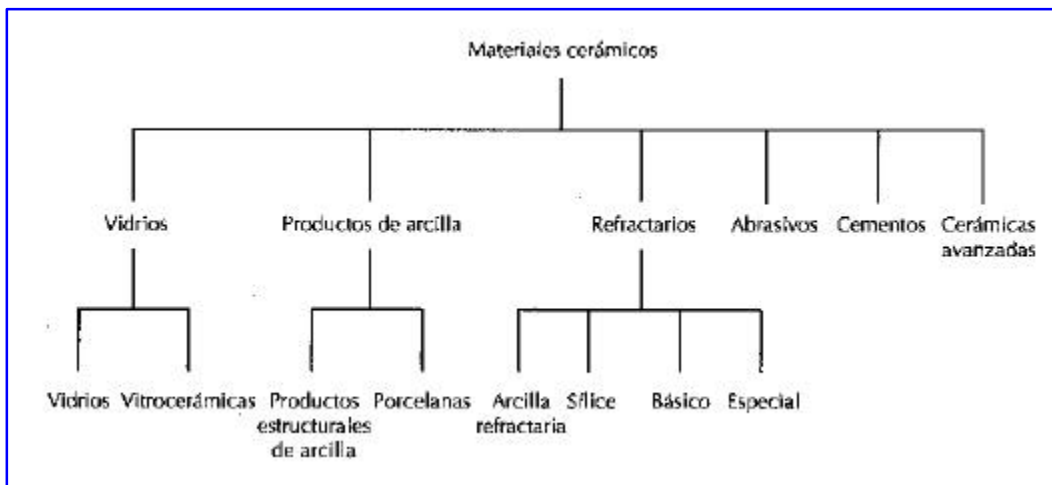 Materiales cerámicos
Vidrios Productos de arcilla Refractarios Abrasivos Cementos Cerámicas
avanzadas
Vidrios Vitrocerámicas Productos Porcelanas Arcilla Sílice Básico Especial
estructurales refractaria
de arcilla